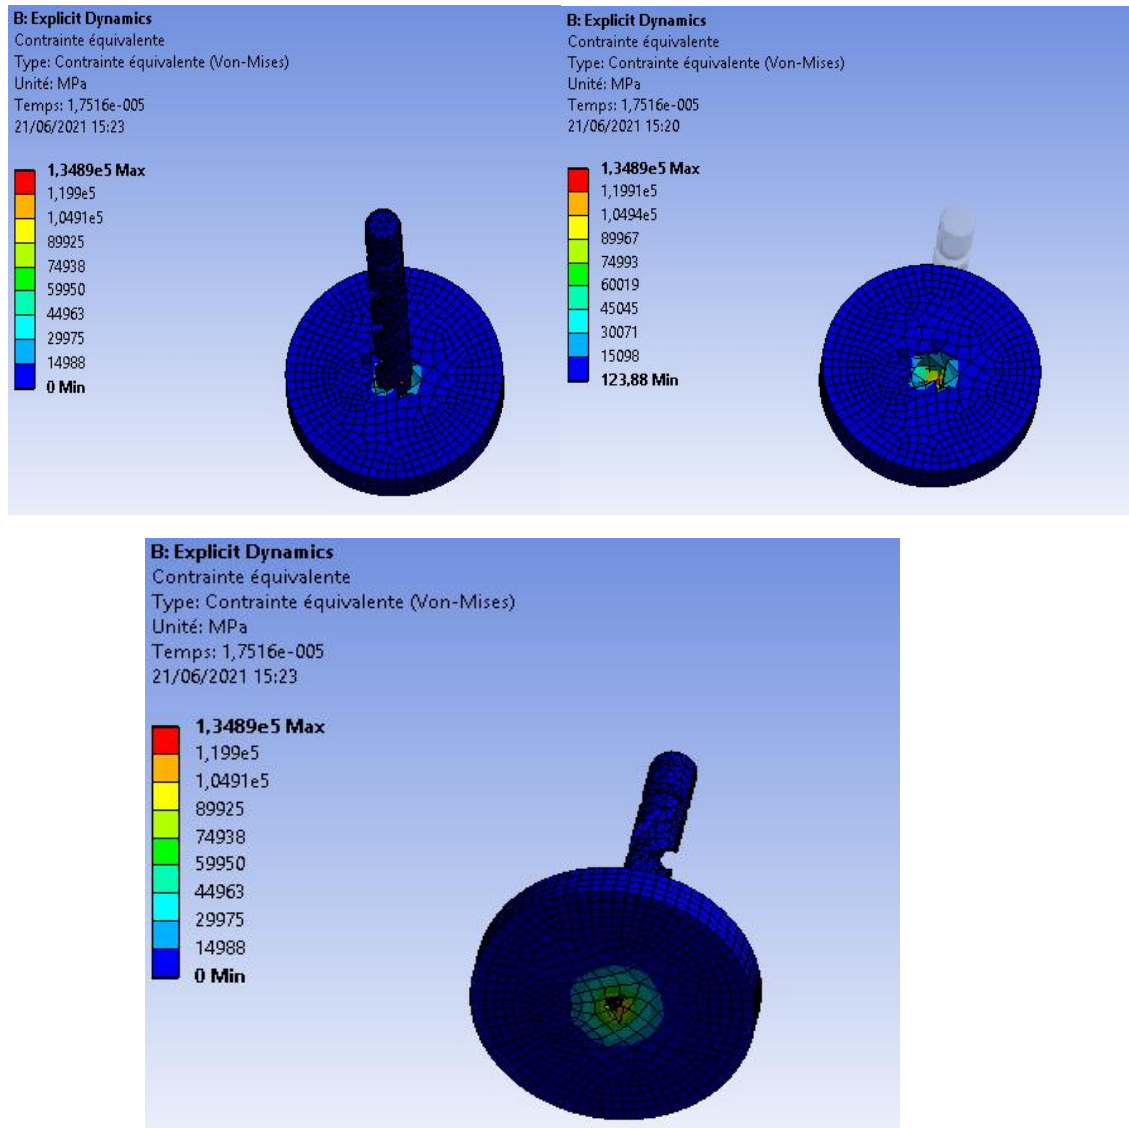 B: Explicit Dynamics
Contrainte équivalente
Type: Contrainte équivalente (Von-Mises)
Unité: MPa
Temps: 1,7516e-005
21/06/2021 15:23
1,3489e5 Max
1,199e5
1,0491e5
89925
74938
59950
44963
29975
14988
0 Min
B: Explicit Dynamics
Contrainte équivalente
Type: Contrainte équivalente (Von-Mises)
Unité: MPa
Temps: 1,7516e-005
21/06/2021 15:20
1,3489e5 Max
1,1991e5
1,0494e5
89967
74993
60019
45045
30071
15098
123,88 Min
B: Explicit Dynamics
Contrainte équivalente
Type: Contrainte équivalente (Von-Mises)
Unité: MPa
Temps: 1,7516e-005
21/06/2021 15:23
1,3489e5 Max
1,199e5
1,0491e5
89925
74938
59950
44963
29975
14988
0 Min